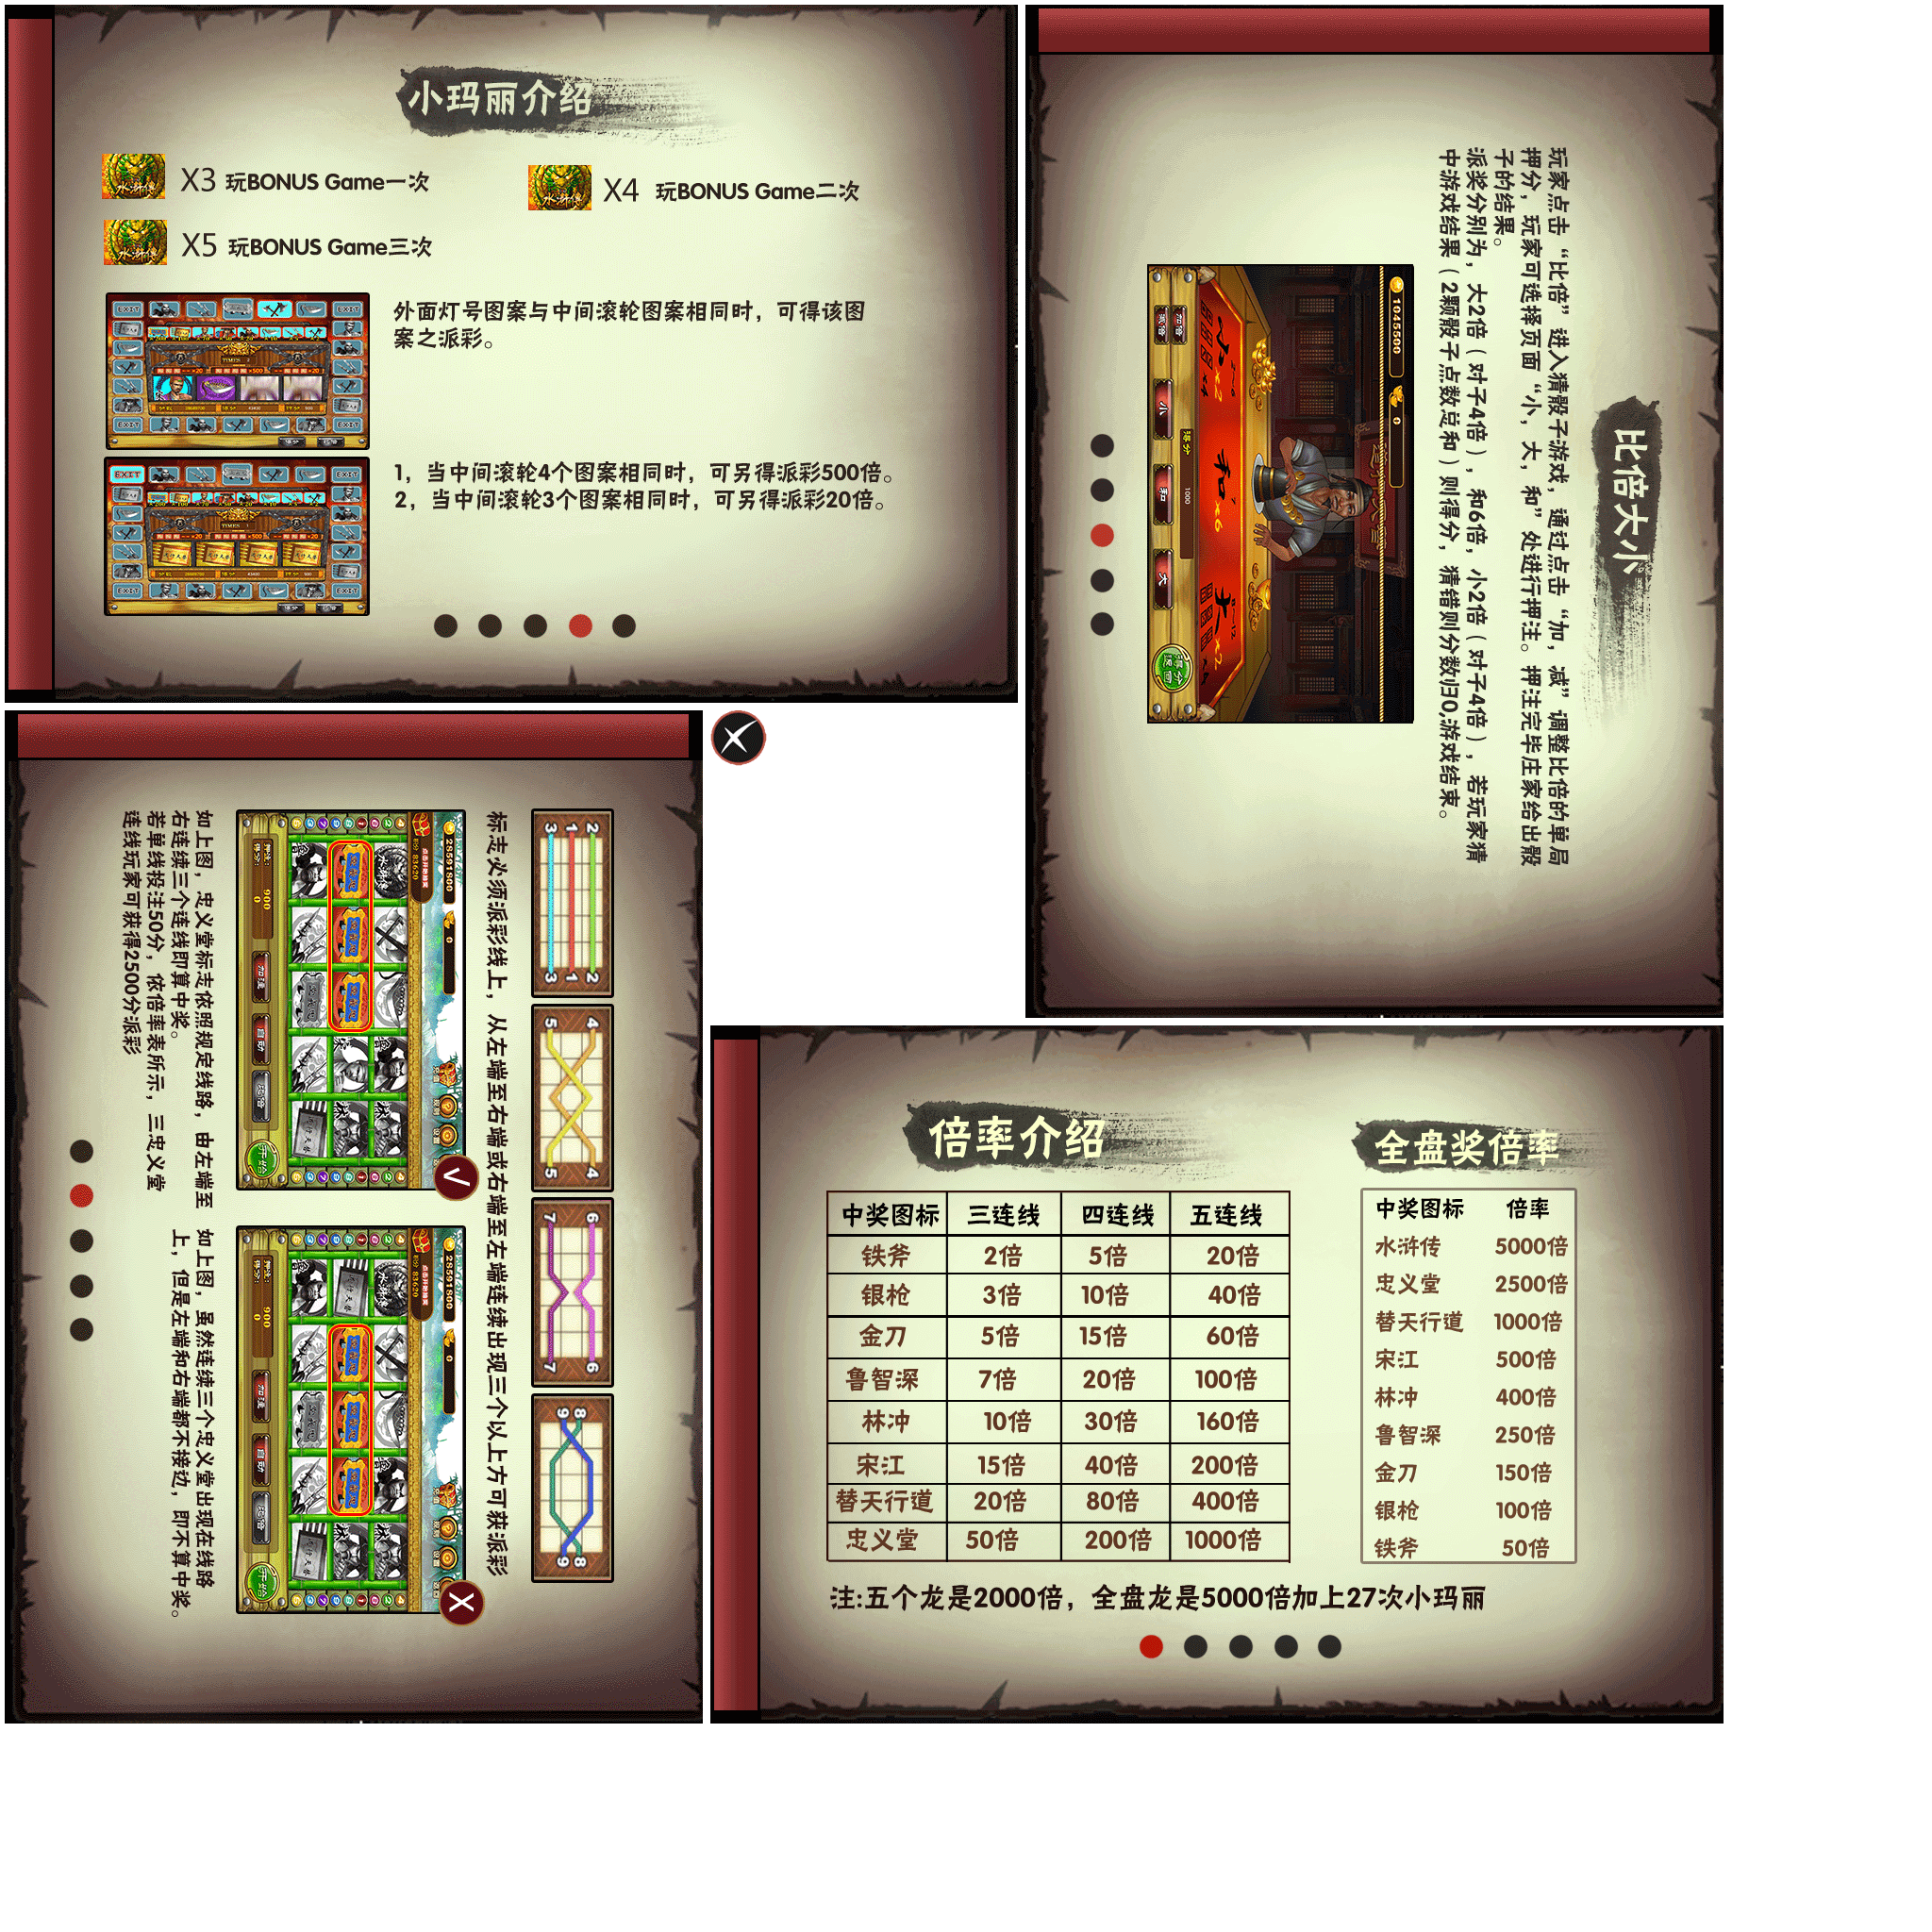 小玛丽介绍
X3 玩BONUS Game一次
X4 玩BONUS Game二次
X5 玩BONUS Game三次
外面灯号图案与中间滚轮图案相同时，可得该图
案之派彩。
1，当中间滚轮4个图案相同时，可另得派彩500倍。
2，当中间滚轮3个图案相同时，可另得派彩20倍。
比倍大小
玩家点击“比倍”进入猜骰子游戏，通过点击“加，减”调整比倍的单局
押分，玩家可选择页面“小，大，和”处进行押注。押注完毕庄家给出骰
子的结果。
派奖分别为，大2倍（对子4倍），和6倍，小2倍（对子4倍），若玩家猜
中游戏结果（2颗骰子点数总和）则得分，猜错则分数归0,游戏结束。
1045500
0
小
和
大
1000
标志必须派彩线上，从左端至右端或右端至左端连续出现三个以上方可获派彩
28591800
0
加注
自动
比倍
开始
如上图，忠义堂标志依照规定线路，由左端至
右连续三个连线即算中奖。
若单线投注50分，依倍率表所示，三忠义堂
连线玩家可获得2500分派彩
28591800
0
加注
自动
比倍
开始
如上图，虽然连续三个忠义堂出现在线路
上，但是左端和右端都不接边，即不算中奖。
倍率介绍
中奖图标 三连线 四连线 五连线
铁斧 2倍 5倍 20倍
银枪 3倍 10倍 40倍
金刀 5倍 15倍 60倍
鲁智深 7倍 20倍 100倍
林冲 10倍 30倍 160倍
宋江 15倍 40倍 200倍
替天行道 20倍 80倍 400倍
忠义堂 50倍 200倍 1000倍
全盘奖倍率
中奖图标 倍率
水浒传 5000倍
忠义堂 2500倍
替天行道 1000倍
宋江 500倍
林冲 400倍
鲁智深 250倍
金刀 150倍
银枪 100倍
铁斧 50倍
注:五个龙是2000倍，全盘龙是5000倍加上27次小玛丽